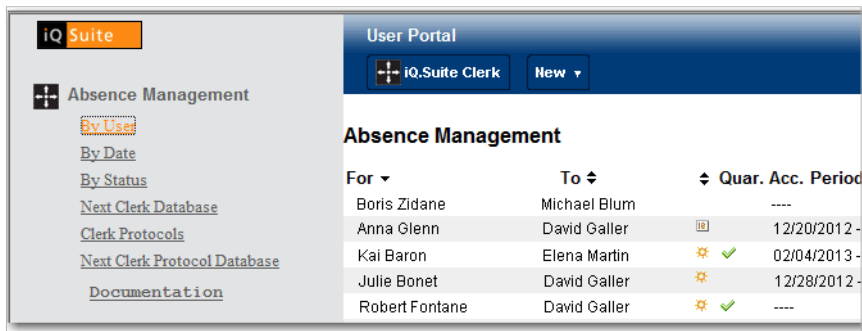 iQ Suite
User Portal
iQ.Suite Clerk New
Absence Management
By User
By Date
By Status
Next Clerk Database
Clerk Protocols
Next Clerk Protocol Database
Documentation
Absence Management
For To Quar. Acc. Period
Boris Zidane Michael Blum ----
Anna Glenn David Galler 12/20/2012 -
Kai Baron Elena Martin 02/04/2013 -
Julie Bonet David Galler 12/28/2012 -
Robert Fontane David Galler ----